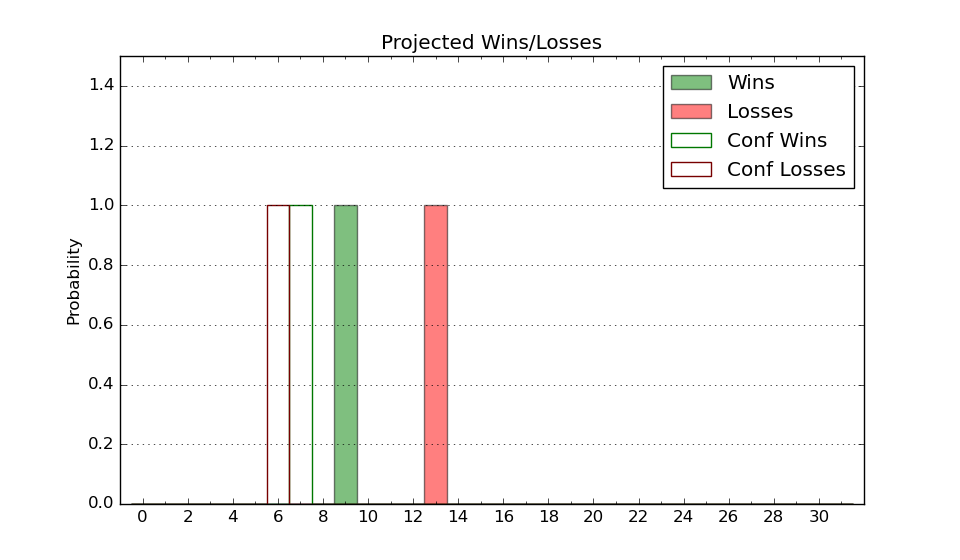 Projected Wins/Losses
Wins
Losses
Conf Wins
Conf Losses
Probability
1.4
1.2
1.0
0.8
0.6
0.4
0.2
0.0
0 2 4 6 8 10 12 14 16 18 20 22 24 26 28 30